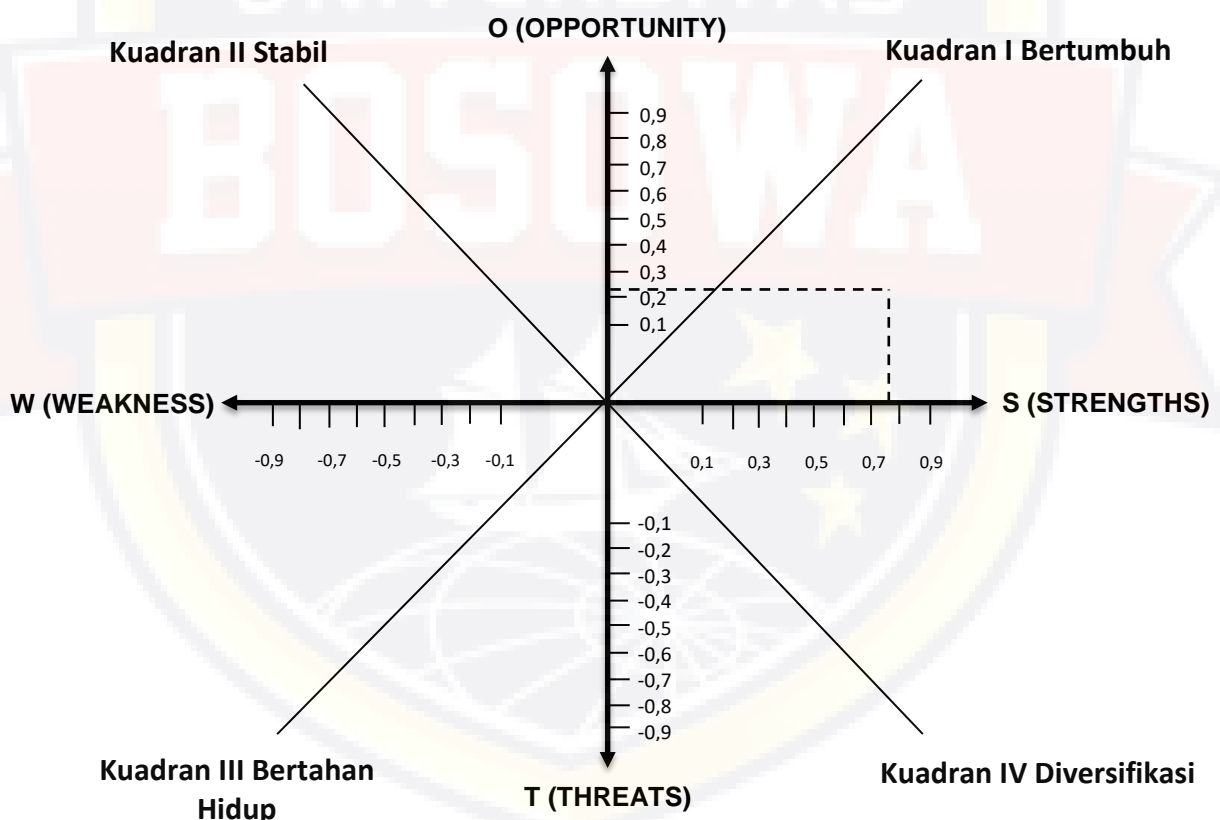 UNIVERSITAS
BOSOWA
O (OPPORTUNITY)
Kuadran II Stabil
Kuadran I Bertumbuh
0,9
0,8
0,7
0,6
0,5
0,4
0,3
0,2
0,1
W (WEAKNESS)
S (STRENGTHS)
-0,9 -0,7 -0,5 -0,3 -0,1 0,1 0,3 0,5 0,7 0,9
-0,1
-0,2
-0,3
-0,4
-0,5
-0,6
-0,7
-0,8
-0,9
Kuadran III Bertahan
Hidup
Kuadran IV Diversifikasi
T (THREATS)